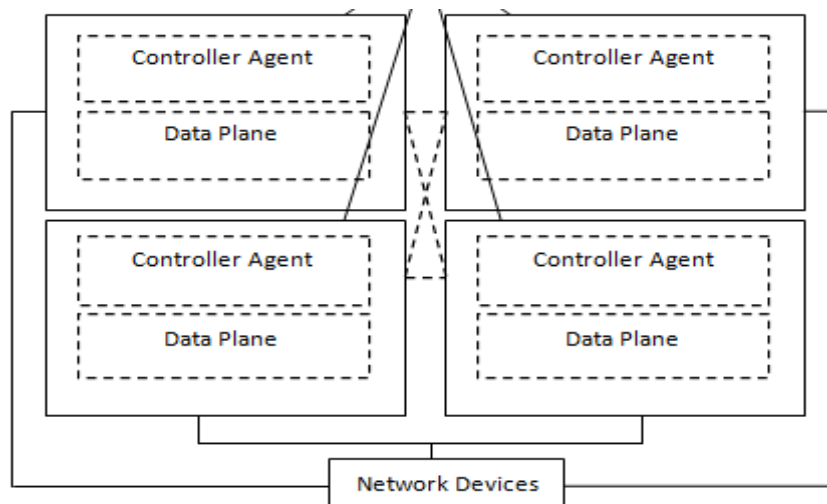 Controller Agent
Controller Agent
Data Plane
Data Plane
Controller Agent
Controller Agent
Data Plane
Data Plane
Network Devices